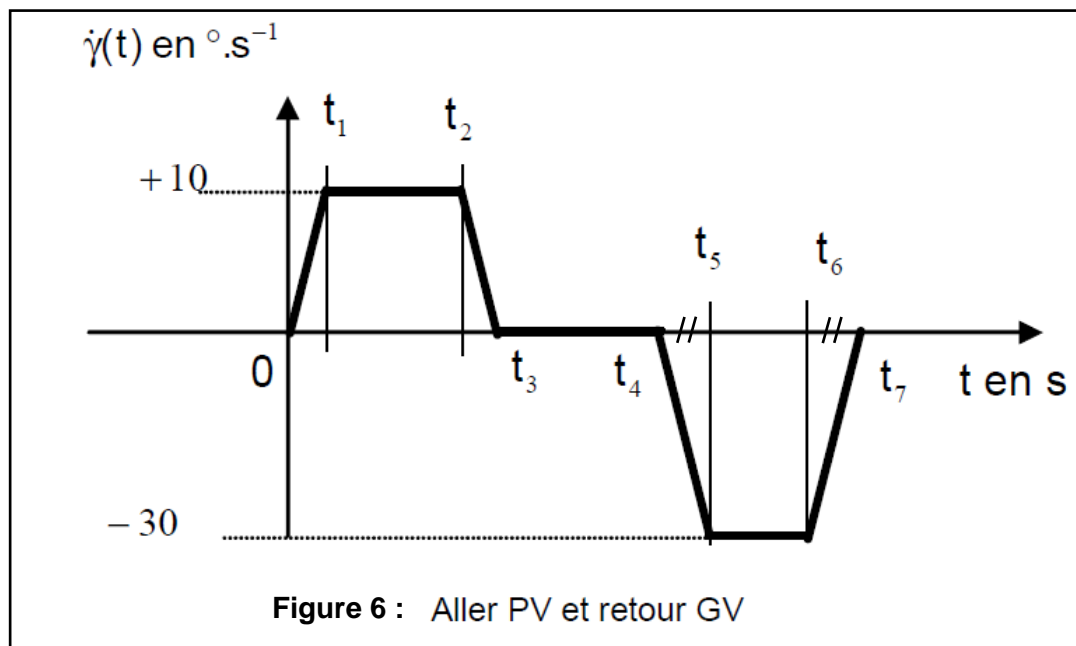 γ̇(t) en °.s⁻¹
t₁
t₂
+10
t₅
t₆
0
t₃
t₄
t₇
t en s
− 30
Figure 6 : Aller PV et retour GV